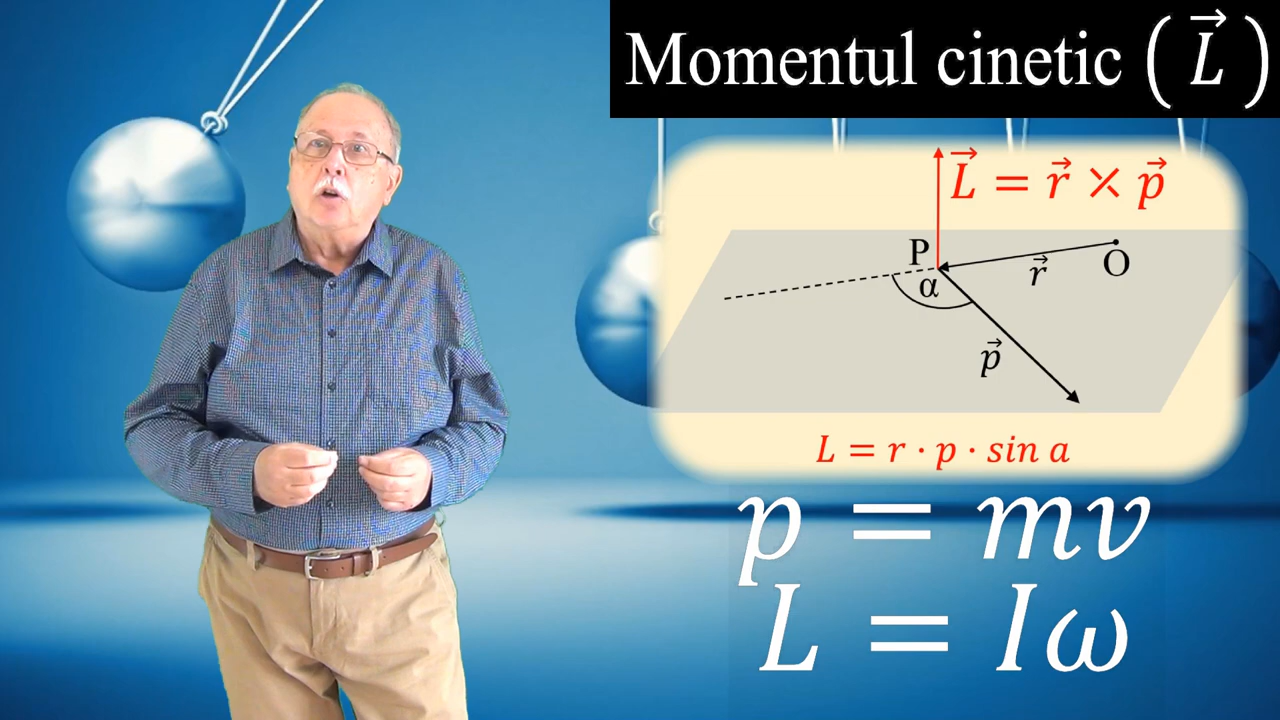 Momentul cinetic ( L⃗ )
L⃗ = r⃗ × p⃗
P
O
α
r⃗
p⃗
L = r · p · sin a
p = mv
L = Iω